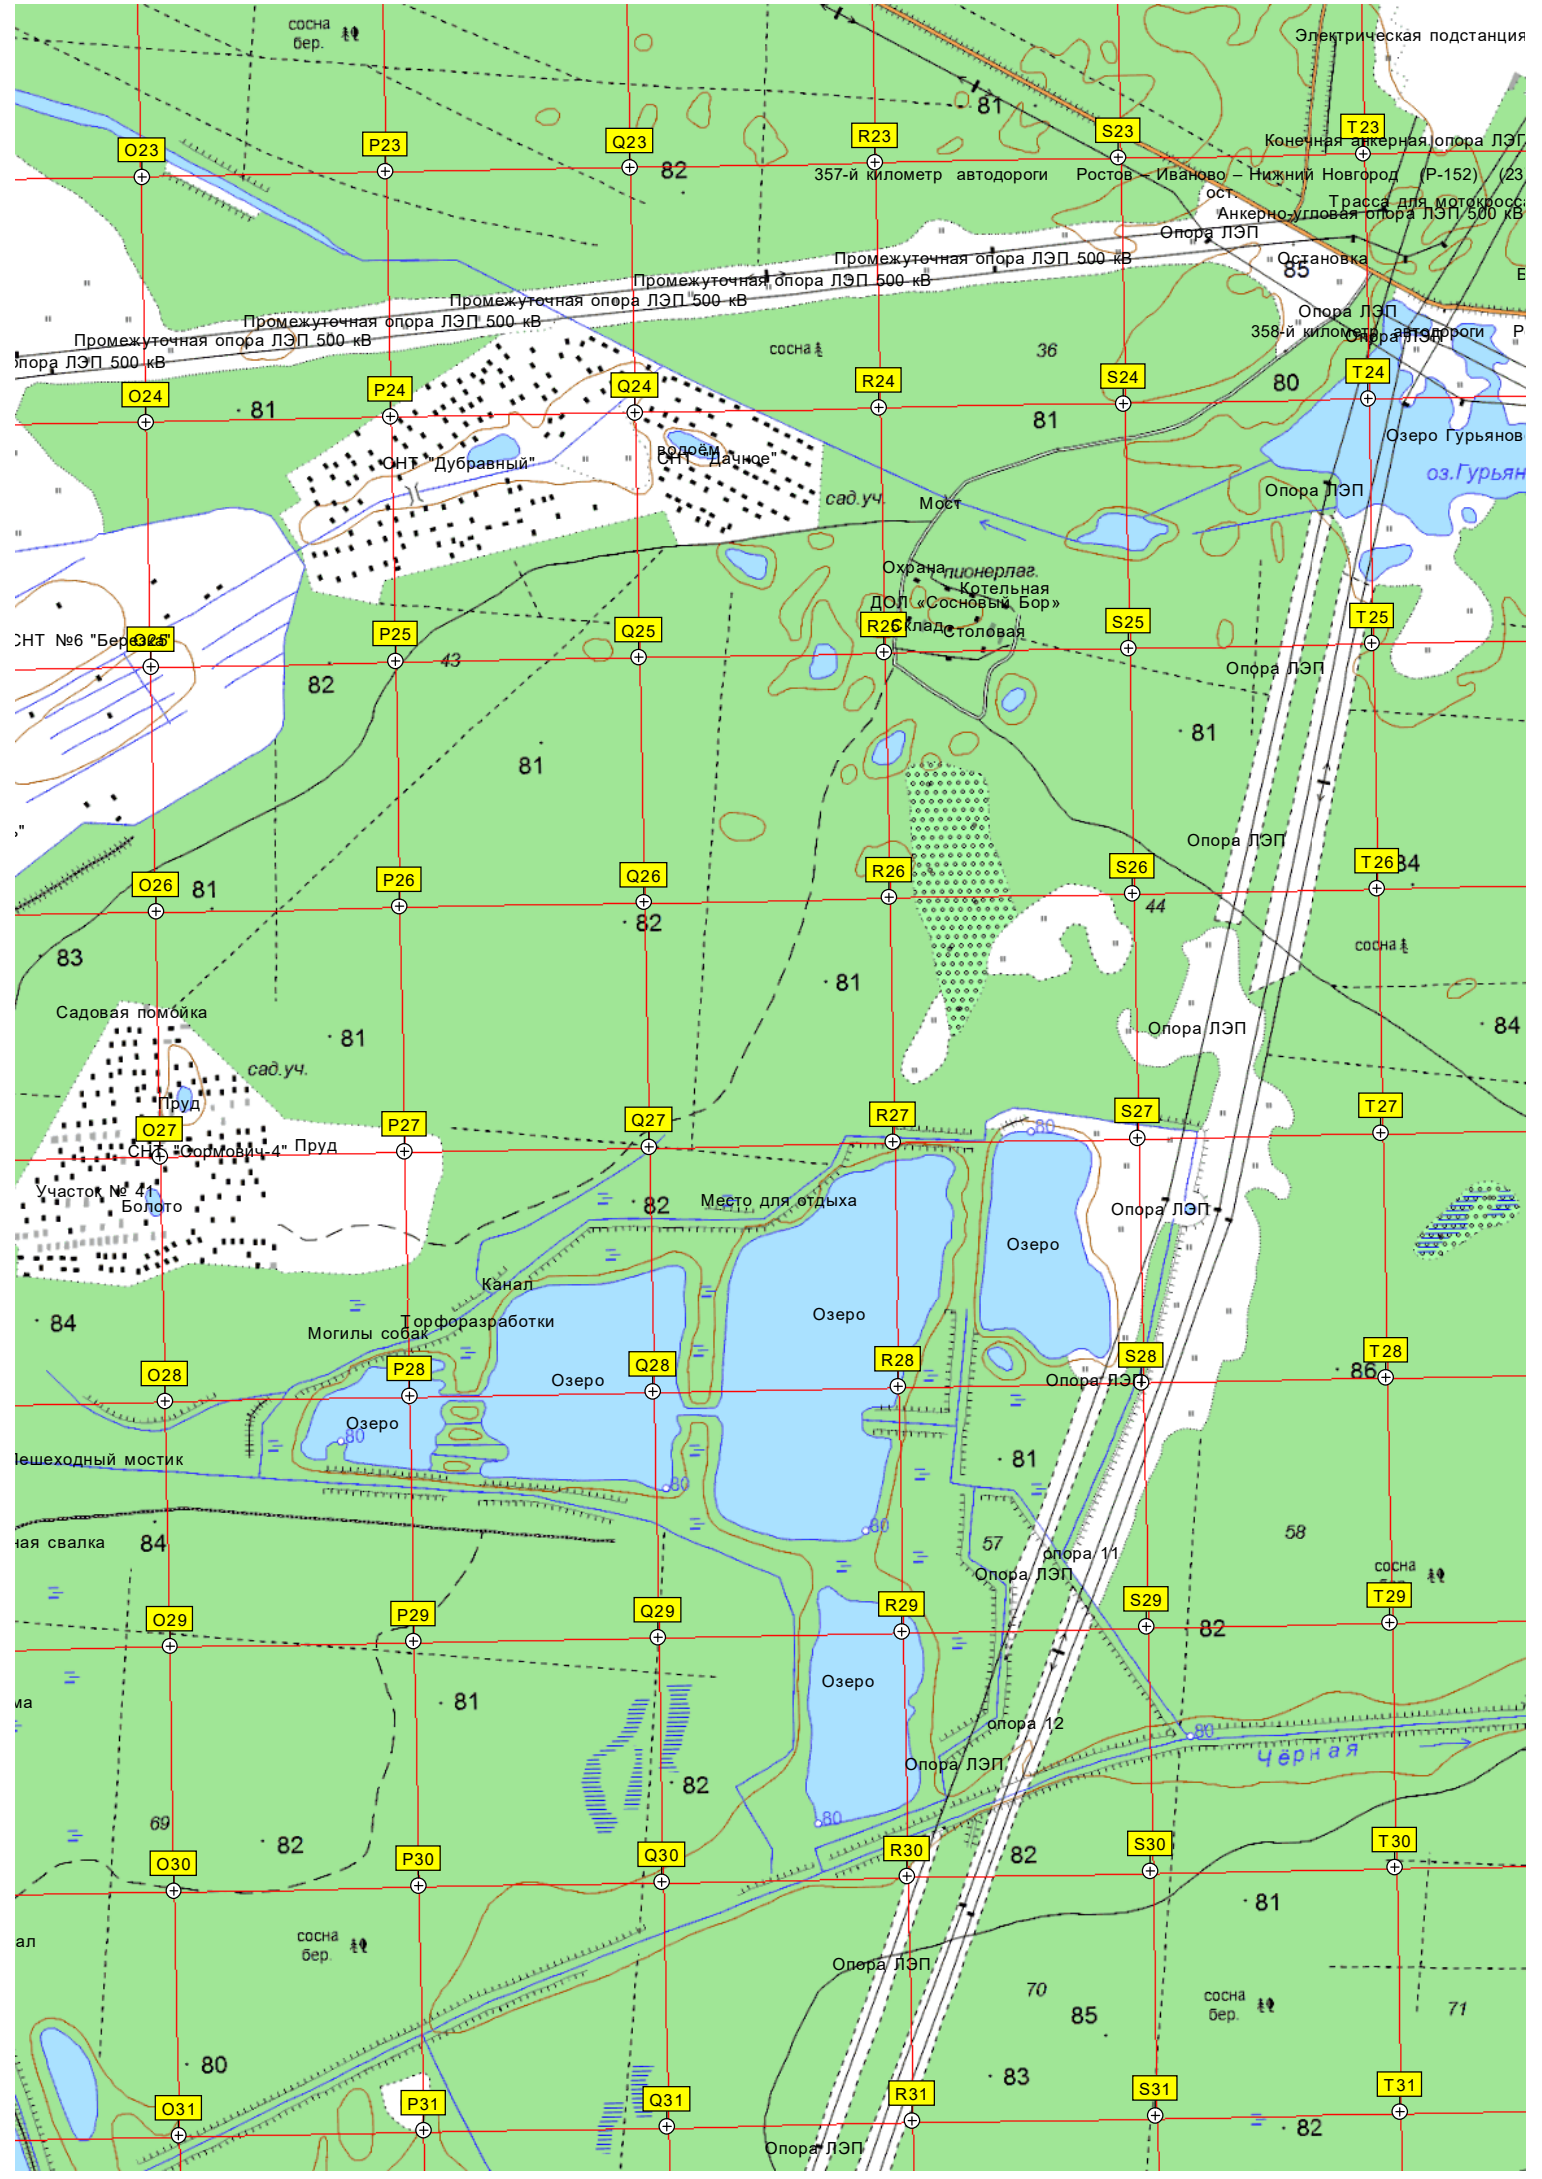 сосна
бер.
Электрическая подстанция
81
O23
P23
Q23
R23
S23
T23
Конечная анкерная опора ЛЭП
82
357-й километр автодороги Ростов – Иваново – Нижний Новгород (Р-152) (23
ост.
Трасса для мотокросса
Анкерно-угловая опора ЛЭП 500 кВ
Опора ЛЭП
Промежуточная опора ЛЭП 500 кВ
Остановка
85
Промежуточная опора ЛЭП 500 кВ
Промежуточная опора ЛЭП 500 кВ
Опора ЛЭП
Промежуточная опора ЛЭП 500 кВ
358-й километр автодороги Р
Опора ЛЭП
Промежуточная опора ЛЭП 500 кВ
сосна
36
опора ЛЭП 500 кВ
O24
P24
Q24
R24
S24
T24
80
81
81
Озеро Гурьянов
водоём
СНТ "Дубравный"
СНТ "Дачное"
оз.Гурьян
сад.уч.
Мост
Опора ЛЭП
Охрана
пионерлаг.
Котельная
ДОЛ «Сосновый Бор»
СНТ №6 "Березка"
O25
P25
Q25
R25
Склад
Столовая
S25
T25
43
82
Опора ЛЭП
81
81
Опора ЛЭП
O26
P26
Q26
R26
S26
T26
84
81
82
44
83
сосна
81
Садовая помойка
81
Опора ЛЭП
84
сад.уч.
Пруд
O27
P27
Q27
R27
S27
T27
80
СНТ "Сормович-4"
Пруд
Участок № 41
Болото
82
Место для отдыха
Опора ЛЭП
Озеро
Канал
84
Торфоразработки
Могилы собак
Озеро
O28
P28
Q28
R28
S28
T28
86
Озеро
Опора ЛЭП
Озеро
80
Пешеходный мостик
81
80
80
84
ная свалка
57
58
опора 11
Опора ЛЭП
сосна
бер.
O29
P29
Q29
R29
S29
T29
82
Озеро
ма
81
опора 12
80
Чёрная
Опора ЛЭП
82
80
69
82
O30
P30
Q30
R30
S30
T30
82
81
сосна
бер.
ал
Опора ЛЭП
70
85
сосна
бер.
71
80
83
O31
P31
Q31
R31
S31
T31
82
Опора ЛЭП